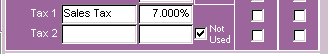 Tax 1 Sales Tax 7.000%
Tax 2 Not Used